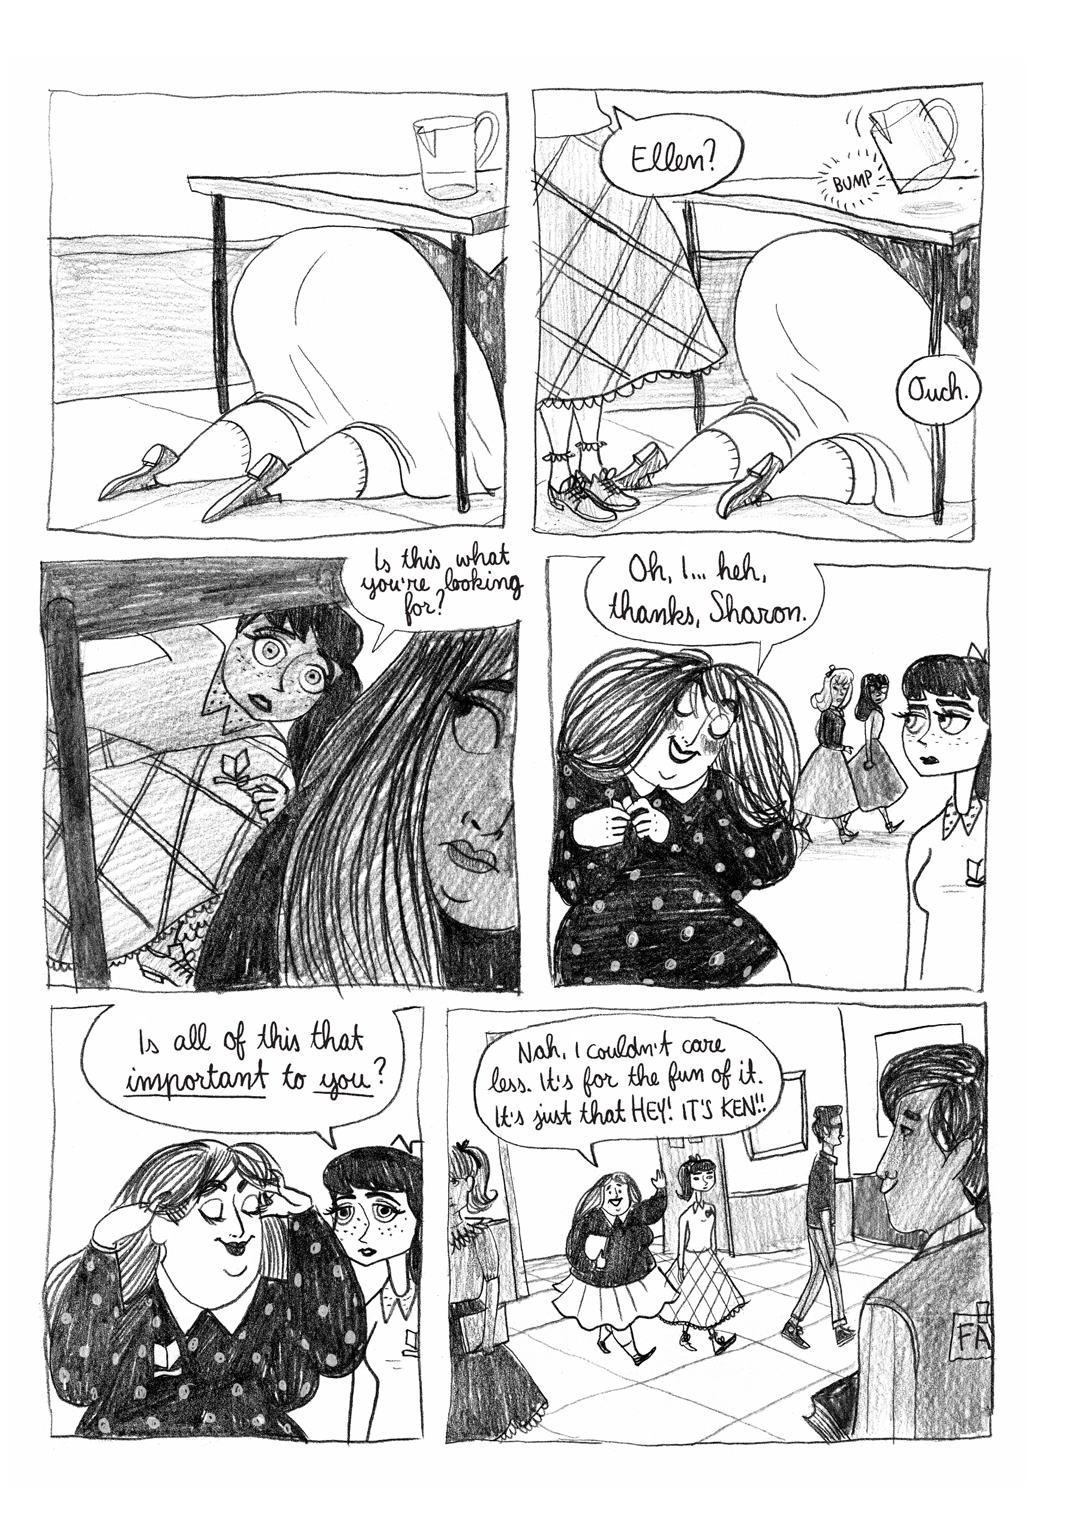 Ellen?
BUMP
Ouch.
Is this what
you're looking
for?
Oh, I... heh,
thanks, Sharon.
Is all of this that
important to you?
Nah, I couldn't care
less. It's for the fun of it.
It's just that HEY! IT'S KEN!!
FA